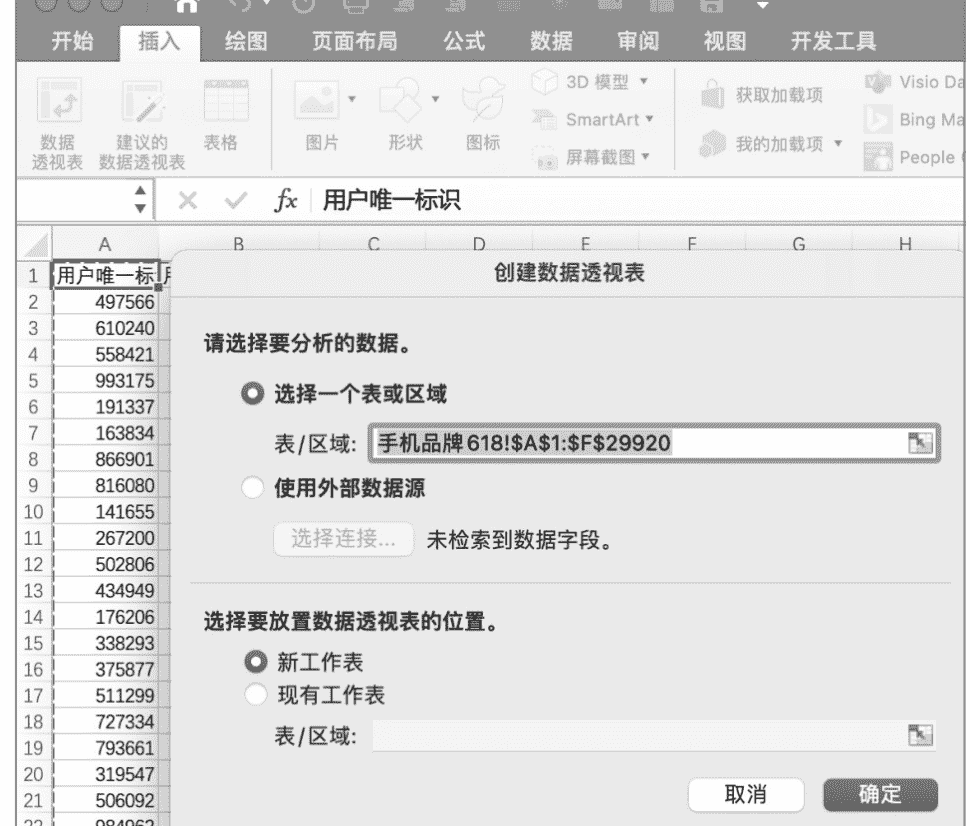 开始 插入 绘图 页面布局 公式 数据 审阅 视图 开发工具
数据
透视表
建议的
数据透视表
表格
图片
形状
图标
3D 模型
SmartArt
屏幕截图
获取加载项
我的加载项
Visio Da
Bing Ma
People
fx 用户唯一标识
A B C D E F G H
1 用户唯一标
2 497566
3 610240
4 558421
5 993175
6 191337
7 163834
8 866901
9 816080
10 141655
11 267200
12 502806
13 434949
14 176206
15 338293
16 375877
17 511299
18 727334
19 793661
20 319547
21 506092
创建数据透视表
请选择要分析的数据。
选择一个表或区域
表/区域: 手机品牌618!$A$1:$F$29920
使用外部数据源
选择连接... 未检索到数据字段。
选择要放置数据透视表的位置。
新工作表
现有工作表
表/区域:
取消 确定